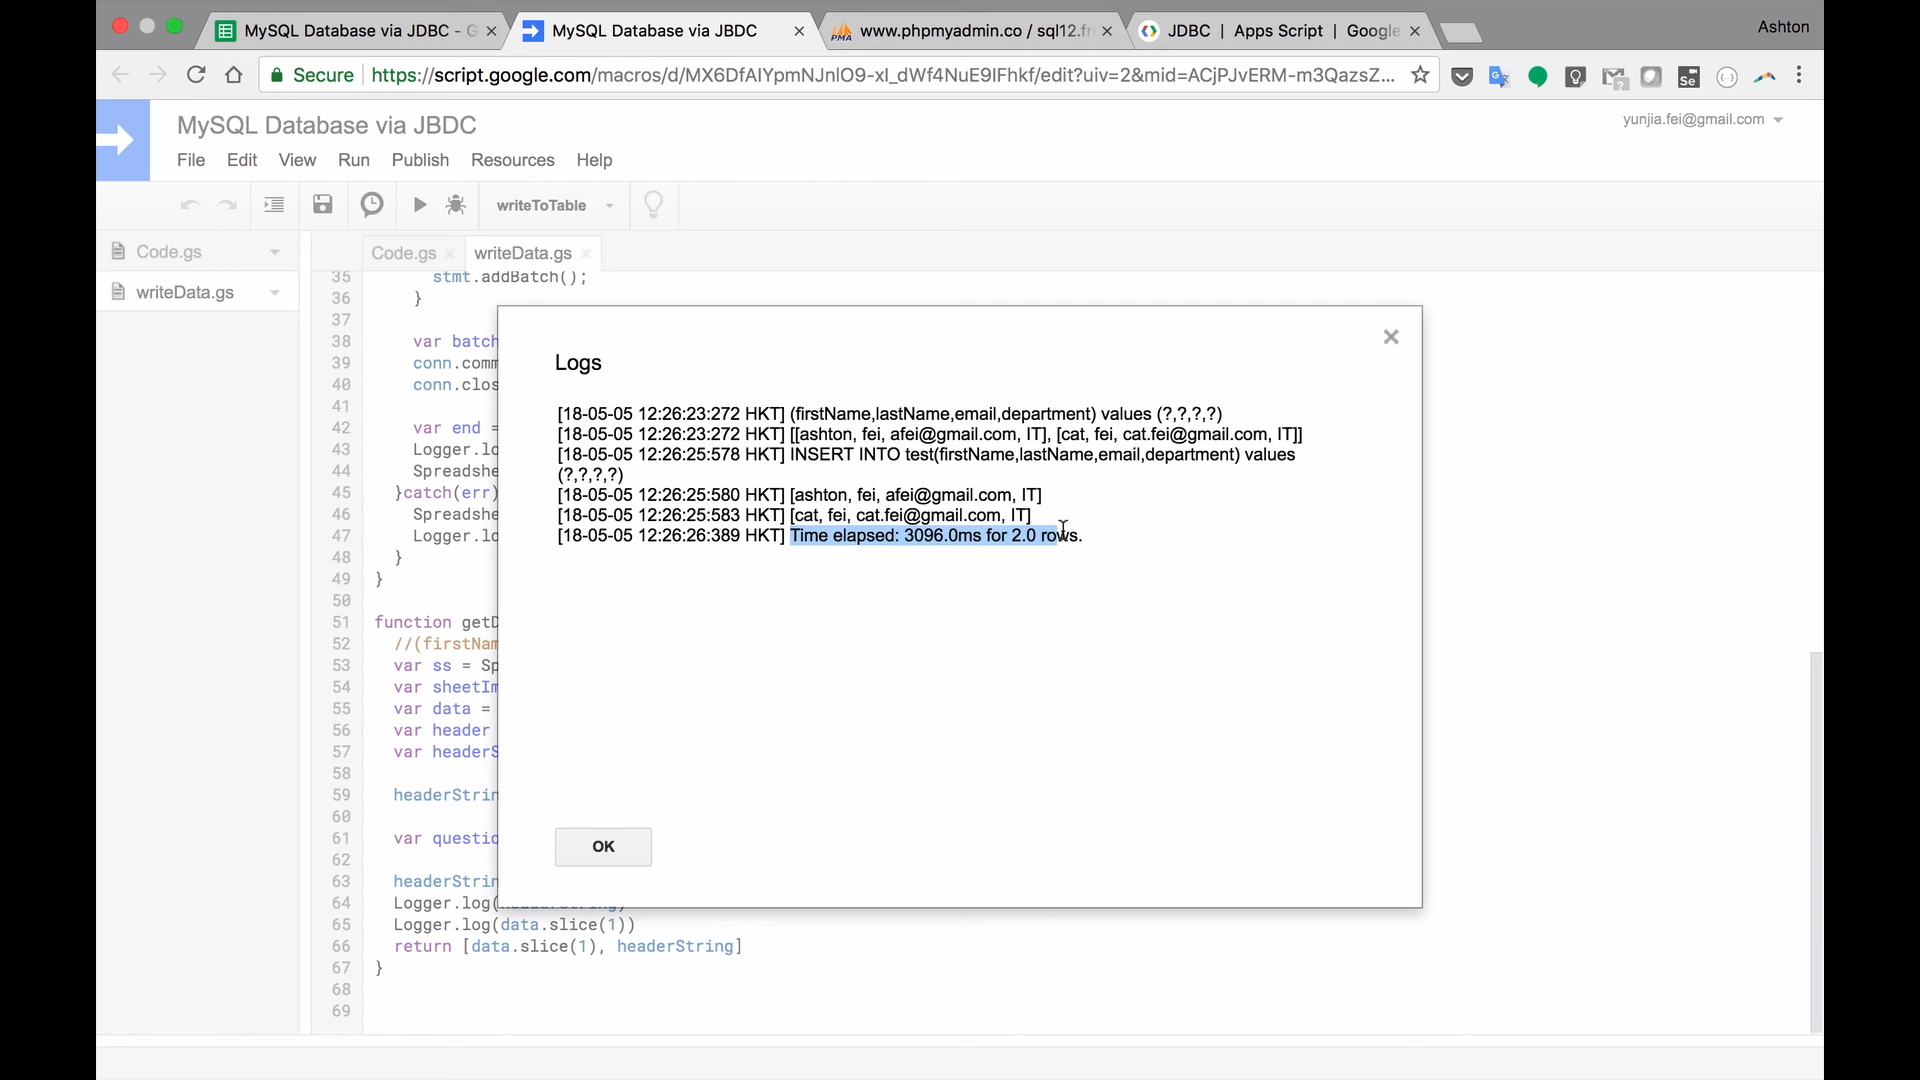 MySQL Database via JDBC - G
MySQL Database via JBDC
www.phpmyadmin.co / sql12.fr
JDBC | Apps Script | Google
Ashton
Secure
https://script.google.com/macros/d/MX6DfAIYpmNJnlO9-xI_dWf4NuE9IFhkf/edit?uiv=2&mid=ACjPJvERM-m3QazsZ...
MySQL Database via JBDC
yunjia.fei@gmail.com
File Edit View Run Publish Resources Help
writeToTable
Code.gs
writeData.gs
Code.gs
writeData.gs
35 stmt.addBatch();
36 }
37
38 var batch
39 conn.comm
40 conn.clos
41
42 var end =
43 Logger.lo
44 Spreadshe
45 }catch(err)
46 Spreadshe
47 Logger.lo
48 }
49 }
50
51 function getD
52 //(firstNam
53 var ss = Sp
54 var sheetIm
55 var data =
56 var header
57 var headerS
58
59 headerStrin
60
61 var questio
62
63 headerStrin
64 Logger.log(headerString)
65 Logger.log(data.slice(1))
66 return [data.slice(1), headerString]
67 }
68
69
Logs
[18-05-05 12:26:23:272 HKT] (firstName,lastName,email,department) values (?,?,?,?)
[18-05-05 12:26:23:272 HKT] [[ashton, fei, afei@gmail.com, IT], [cat, fei, cat.fei@gmail.com, IT]]
[18-05-05 12:26:25:578 HKT] INSERT INTO test(firstName,lastName,email,department) values
(?,?,?,?)
[18-05-05 12:26:25:580 HKT] [ashton, fei, afei@gmail.com, IT]
[18-05-05 12:26:25:583 HKT] [cat, fei, cat.fei@gmail.com, IT]
[18-05-05 12:26:26:389 HKT] Time elapsed: 3096.0ms for 2.0 rows.
OK